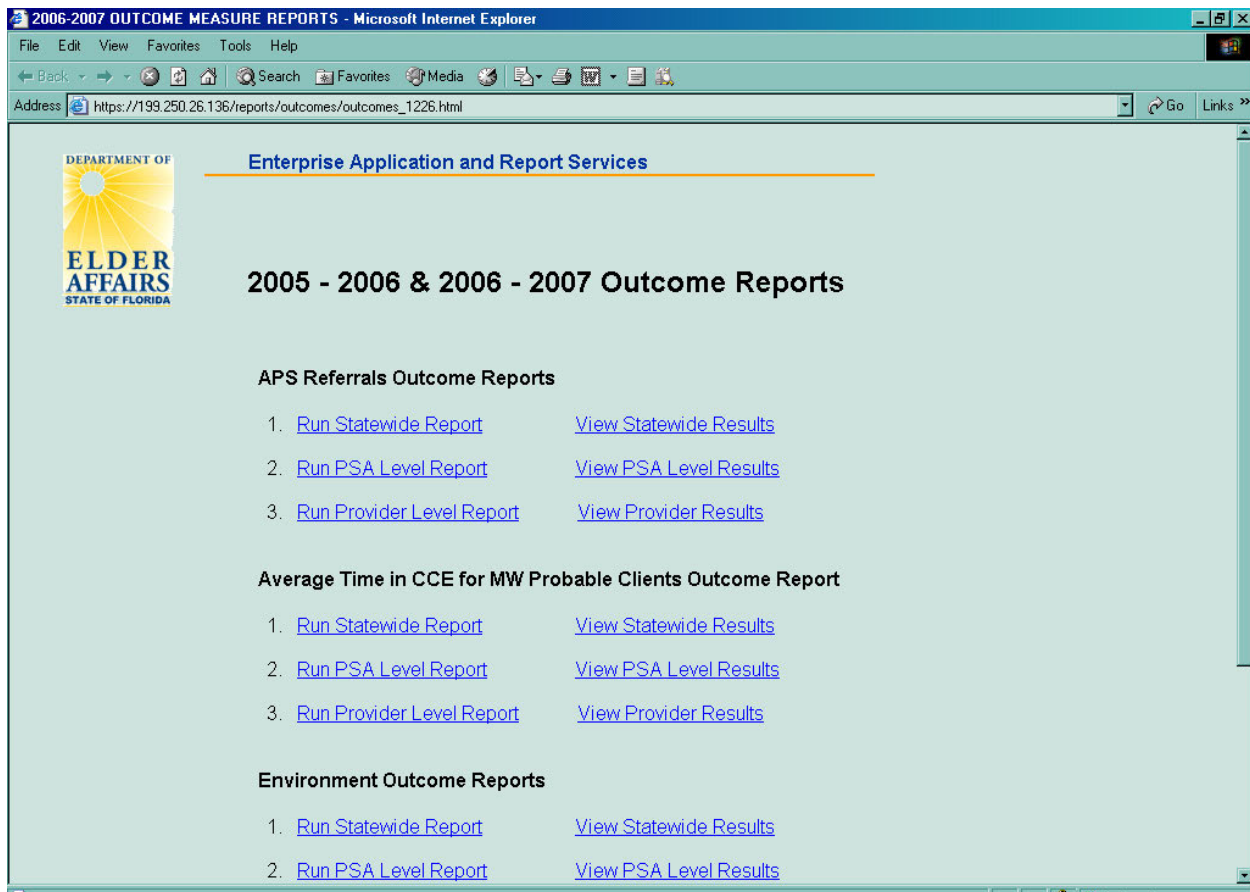 2006-2007 OUTCOME MEASURE REPORTS - Microsoft Internet Explorer
File Edit View Favorites Tools Help
Back Search Favorites Media
Address https://199.250.26.136/reports/outcomes/outcomes_1226.html Go Links »
DEPARTMENT OF
ELDER
AFFAIRS
STATE OF FLORIDA
Enterprise Application and Report Services
2005 - 2006 & 2006 - 2007 Outcome Reports
APS Referrals Outcome Reports
1. Run Statewide Report View Statewide Results
2. Run PSA Level Report View PSA Level Results
3. Run Provider Level Report View Provider Results
Average Time in CCE for MW Probable Clients Outcome Report
1. Run Statewide Report View Statewide Results
2. Run PSA Level Report View PSA Level Results
3. Run Provider Level Report View Provider Results
Environment Outcome Reports
1. Run Statewide Report View Statewide Results
2. Run PSA Level Report View PSA Level Results